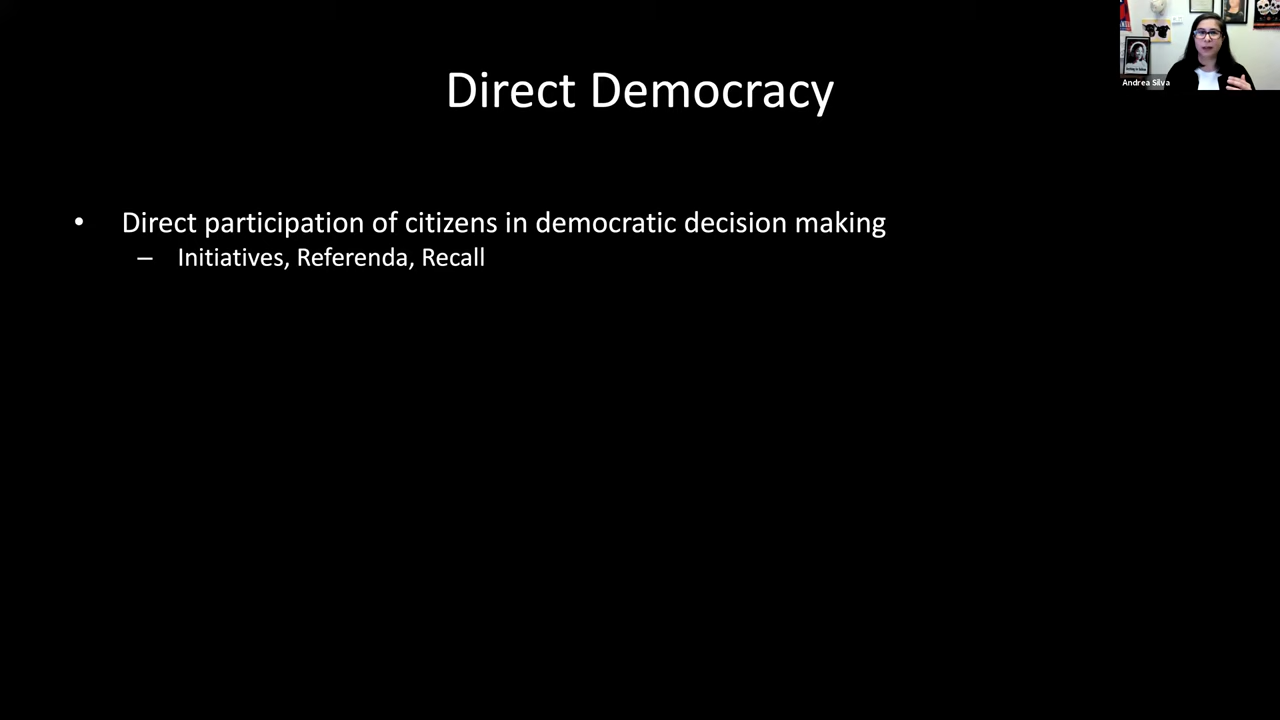 Direct Democracy
Andrea Silva
• Direct participation of citizens in democratic decision making
– Initiatives, Referenda, Recall